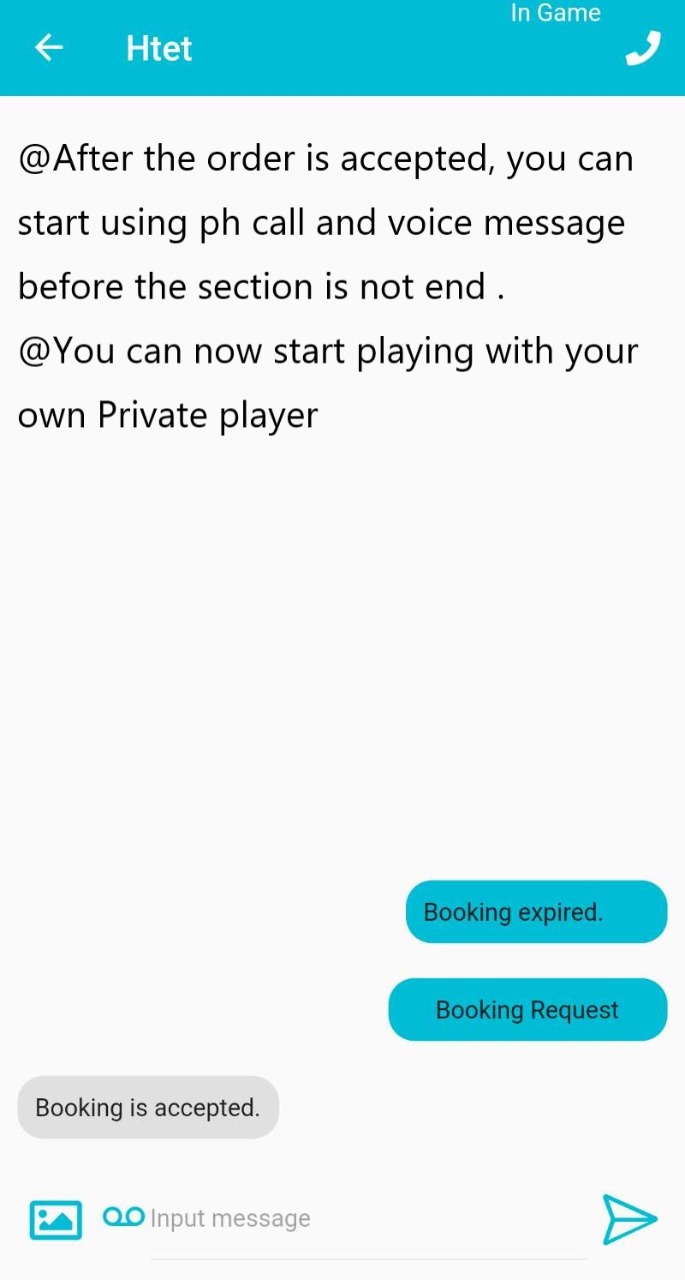 In Game
Htet
@After the order is accepted, you can
start using ph call and voice message
before the section is not end .
@You can now start playing with your
own Private player
Booking expired.
Booking Request
Booking is accepted.
Input message